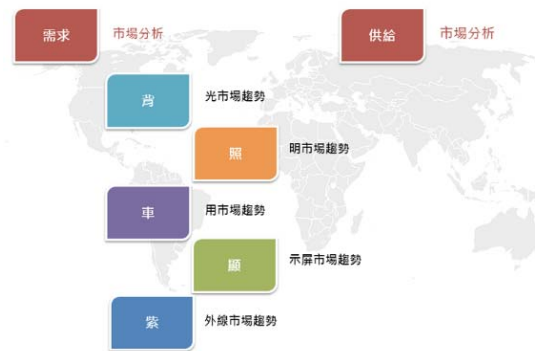 需求 市場分析
供給 市場分析
背 光市場趨勢
照 明市場趨勢
車 用市場趨勢
顯 示屏市場趨勢
紫 外線市場趨勢